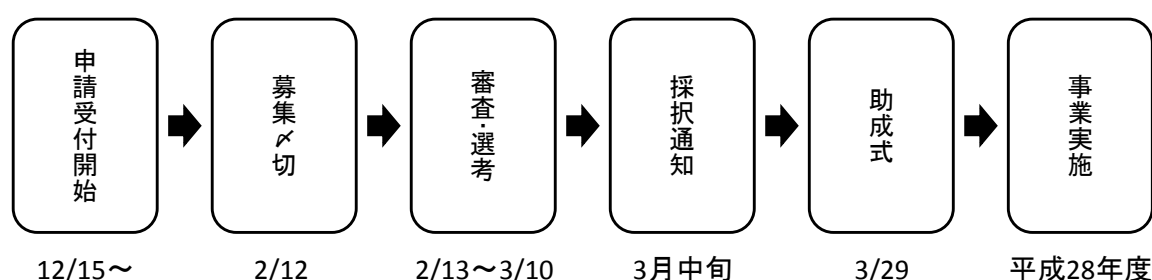 申請受付開始
募集〆切
審査・選考
採択通知
助成式
事業実施
12/15～
2/12
2/13～3/10
3月中旬
3/29
平成28年度